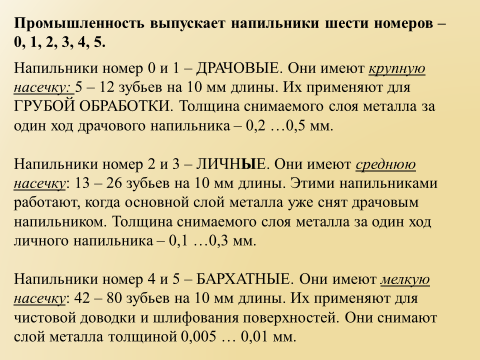 Промышленность выпускает напильники шести номеров –
0, 1, 2, 3, 4, 5.
Напильники номер 0 и 1 – ДРАЧОВЫЕ. Они имеют крупную
насечку: 5 – 12 зубьев на 10 мм длины. Их применяют для
ГРУБОЙ ОБРАБОТКИ. Толщина снимаемого слоя металла за
один ход драчового напильника – 0,2 …0,5 мм.
Напильники номер 2 и 3 – ЛИЧНЫЕ. Они имеют среднюю
насечку: 13 – 26 зубьев на 10 мм длины. Этими напильниками
работают, когда основной слой металла уже снят драчовым
напильником. Толщина снимаемого слоя металла за один ход
личного напильника – 0,1 …0,3 мм.
Напильники номер 4 и 5 – БАРХАТНЫЕ. Они имеют мелкую
насечку: 42 – 80 зубьев на 10 мм длины. Их применяют для
чистовой доводки и шлифования поверхностей. Они снимают
слой металла толщиной 0,005 … 0,01 мм.